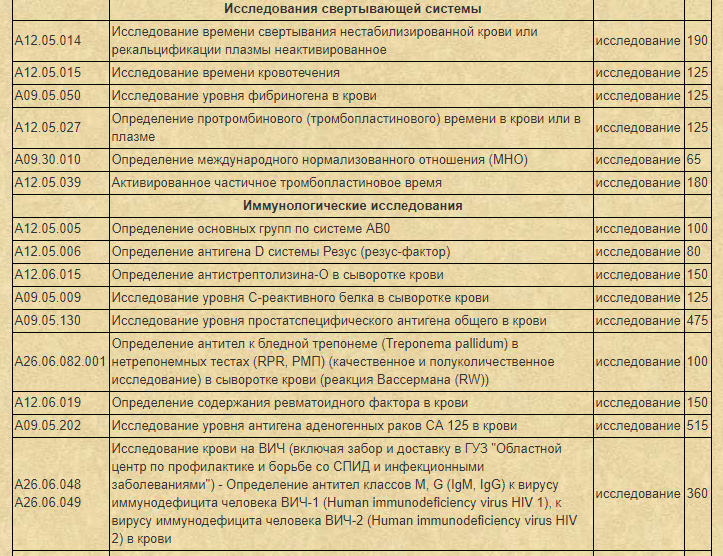 Исследования свертывающей системы
A12.05.014 Исследование времени свертывания нестабилизированной крови или рекальцификации плазмы неактивированное исследование 190
A12.05.015 Исследование времени кровотечения исследование 125
A09.05.050 Исследование уровня фибриногена в крови исследование 125
A12.05.027 Определение протромбинового (тромбопластинового) времени в крови или в плазме исследование 125
A09.30.010 Определение международного нормализованного отношения (МНО) исследование 65
A12.05.039 Активированное частичное тромбопластиновое время исследование 180
Иммунологические исследования
A12.05.005 Определение основных групп по системе AB0 исследование 100
A12.05.006 Определение антигена D системы Резус (резус-фактор) исследование 80
A12.06.015 Определение антистрептолизина-О в сыворотке крови исследование 150
A09.05.009 Исследование уровня С-реактивного белка в сыворотке крови исследование 125
A09.05.130 Исследование уровня простатспецифического антигена общего в крови исследование 475
A26.06.082.001 Определение антител к бледной трепонеме (Treponema pallidum) в нетрепонемных тестах (RPR, РМП) (качественное и полуколичественное исследование) в сыворотке крови (реакция Вассермана (RW)) исследование 100
A12.06.019 Определение содержания ревматоидного фактора в крови исследование 150
A09.05.202 Исследование уровня антигена аденогенных раков CA 125 в крови исследование 515
A26.06.048
A26.06.049
Исследование крови на ВИЧ (включая забор и доставку в ГУЗ "Областной
центр по профилактике и борьбе со СПИД и инфекционными
заболеваниями") - Определение антител классов M, G (IgM, IgG) к вирусу
иммунодефицита человека ВИЧ-1 (Human immunodeficiency virus HIV 1), к
вирусу иммунодефицита человека ВИЧ-2 (Human immunodeficiency virus HIV
2) в крови
исследование 360